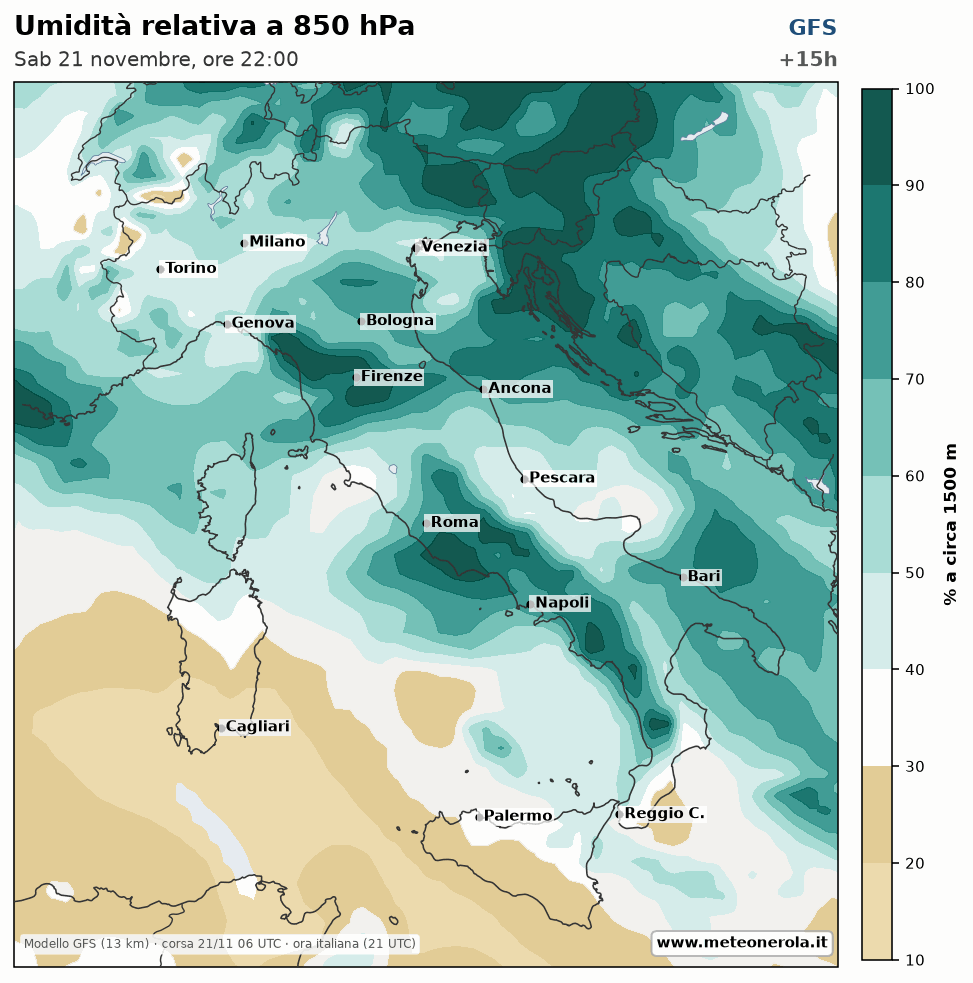 Umidità relativa a 850 hPa
GFS
Sab 21 novembre, ore 22:00
+15h
100
90
80
70
60
50
40
30
20
10
% a circa 1500 m
Milano
Venezia
Torino
Genova
Bologna
Firenze
Ancona
Pescara
Roma
Bari
Napoli
Cagliari
Palermo
Reggio C.
Modello GFS (13 km) · corsa 21/11 06 UTC · ora italiana (21 UTC)
www.meteonerola.it